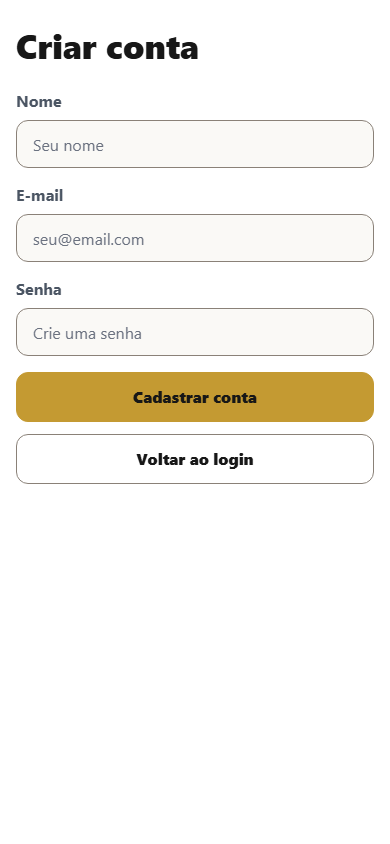 Criar conta
Nome
Seu nome
E-mail
seu@email.com
Senha
Crie uma senha
Cadastrar conta
Voltar ao login